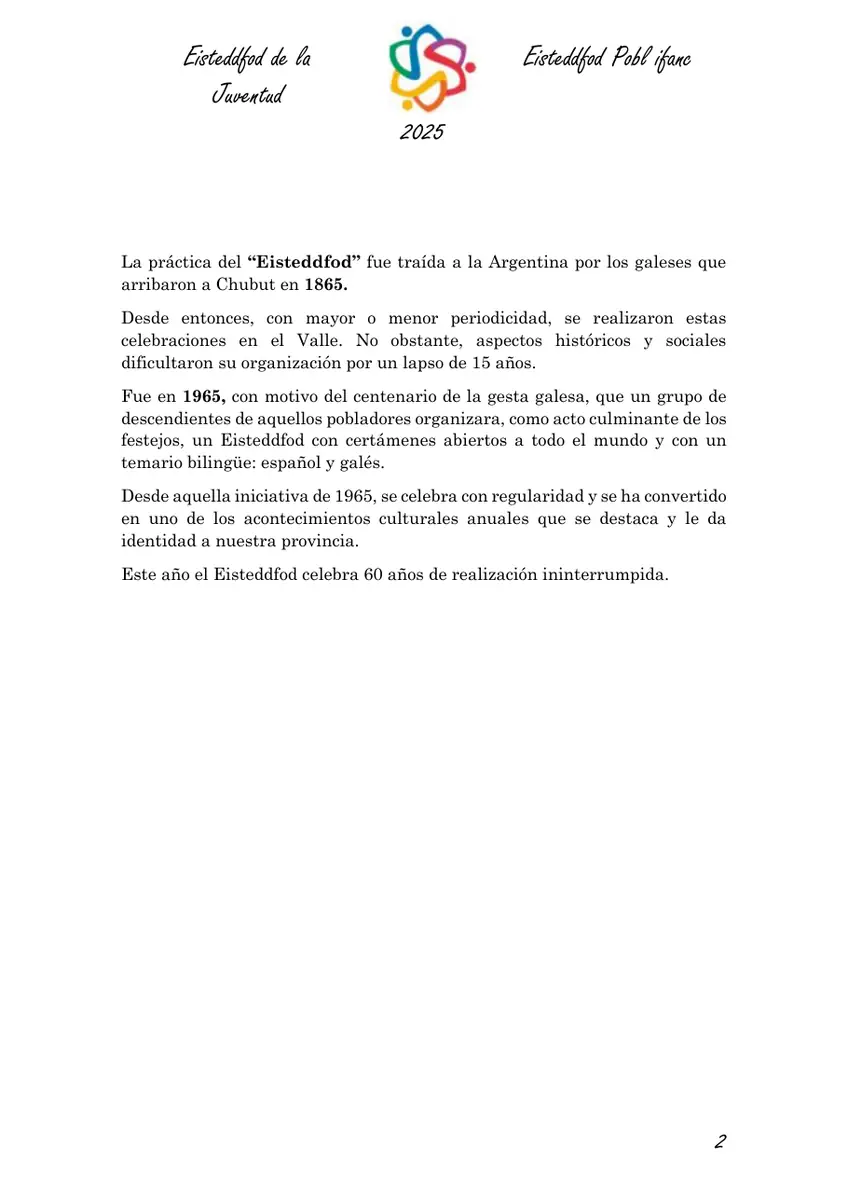 Eisteddfod de la
Juventud
Eisteddfod Pobl ifanc
2025
La práctica del “Eisteddfod” fue traída a la Argentina por los galeses que
arribaron a Chubut en 1865.
Desde entonces, con mayor o menor periodicidad, se realizaron estas
celebraciones en el Valle. No obstante, aspectos históricos y sociales
dificultaron su organización por un lapso de 15 años.
Fue en 1965, con motivo del centenario de la gesta galesa, que un grupo de
descendientes de aquellos pobladores organizara, como acto culminante de los
festejos, un Eisteddfod con certámenes abiertos a todo el mundo y con un
temario bilingüe: español y galés.
Desde aquella iniciativa de 1965, se celebra con regularidad y se ha convertido
en uno de los acontecimientos culturales anuales que se destaca y le da
identidad a nuestra provincia.
Este año el Eisteddfod celebra 60 años de realización ininterrumpida.
2